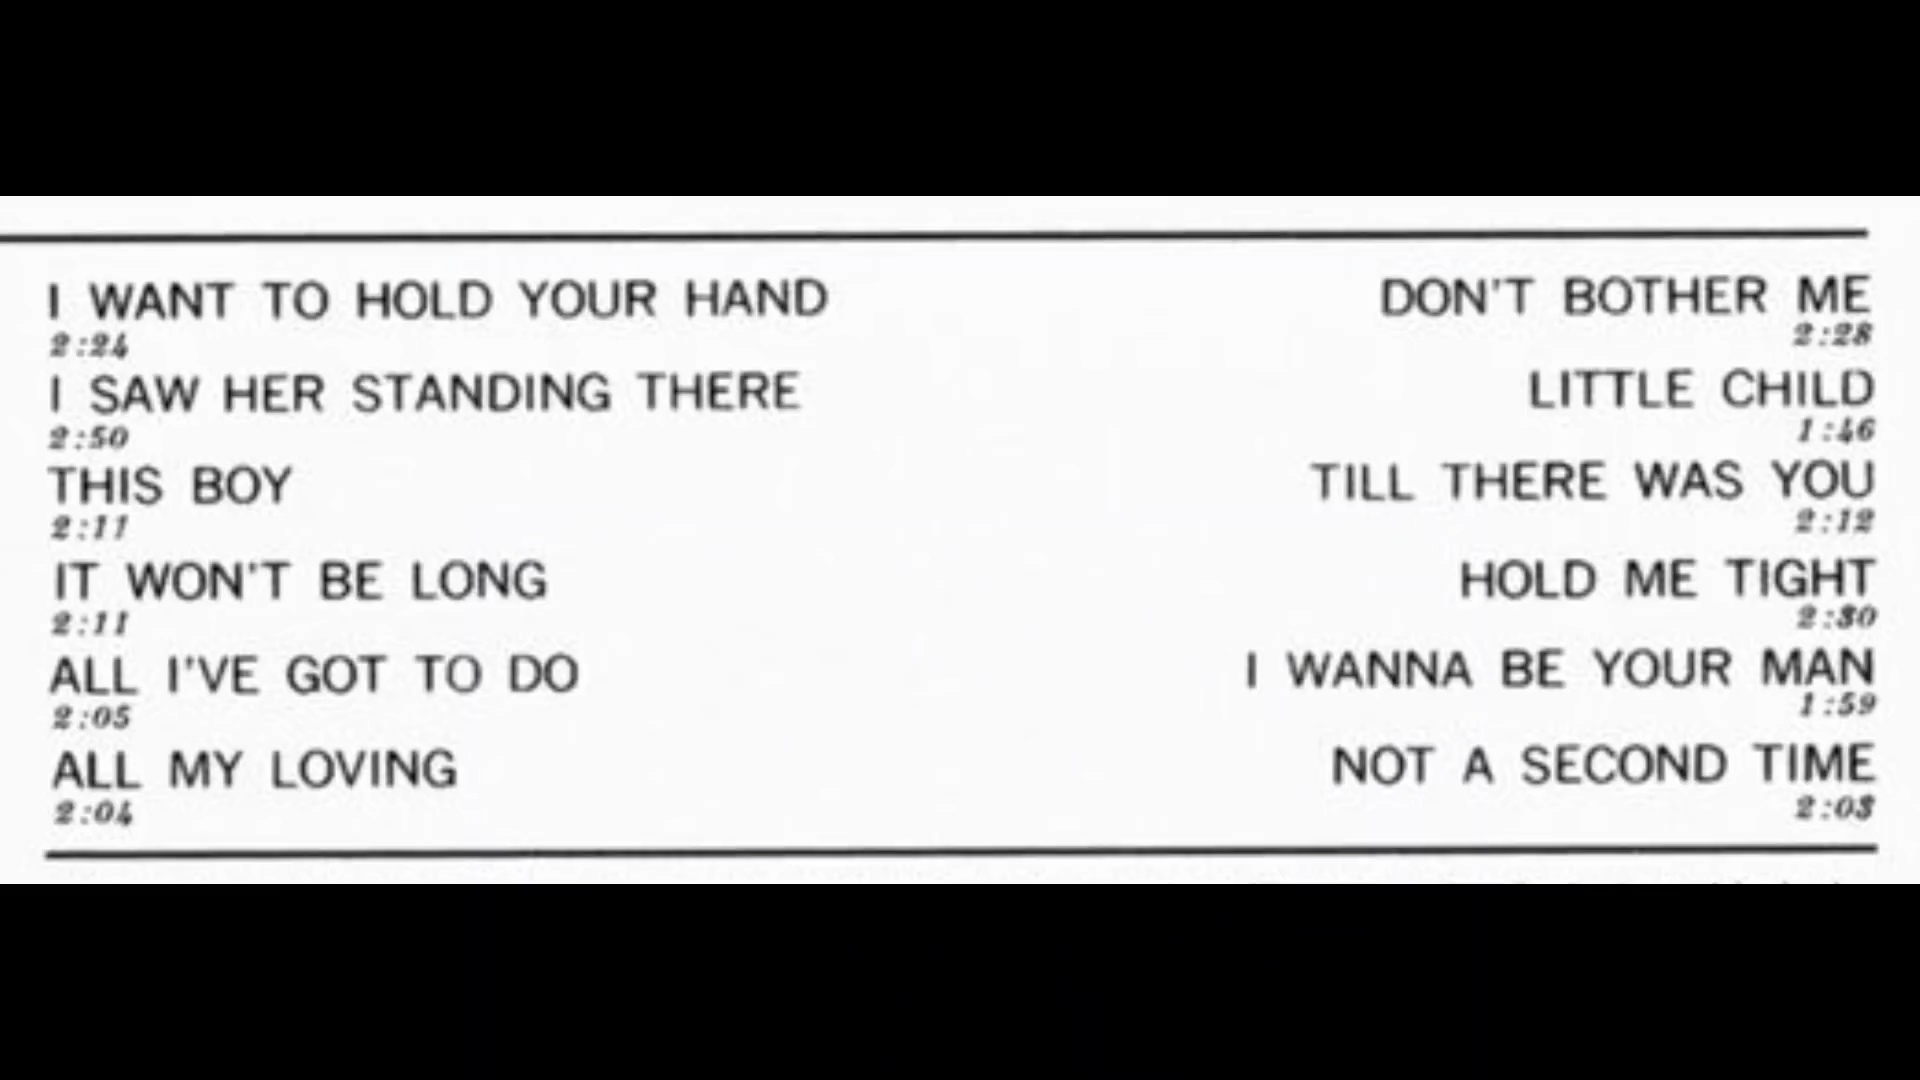 I WANT TO HOLD YOUR HAND
2:24
I SAW HER STANDING THERE
2:50
THIS BOY
2:11
IT WON'T BE LONG
2:11
ALL I'VE GOT TO DO
2:05
ALL MY LOVING
2:04
DON'T BOTHER ME
2:28
LITTLE CHILD
1:46
TILL THERE WAS YOU
2:12
HOLD ME TIGHT
2:30
I WANNA BE YOUR MAN
1:59
NOT A SECOND TIME
2:03